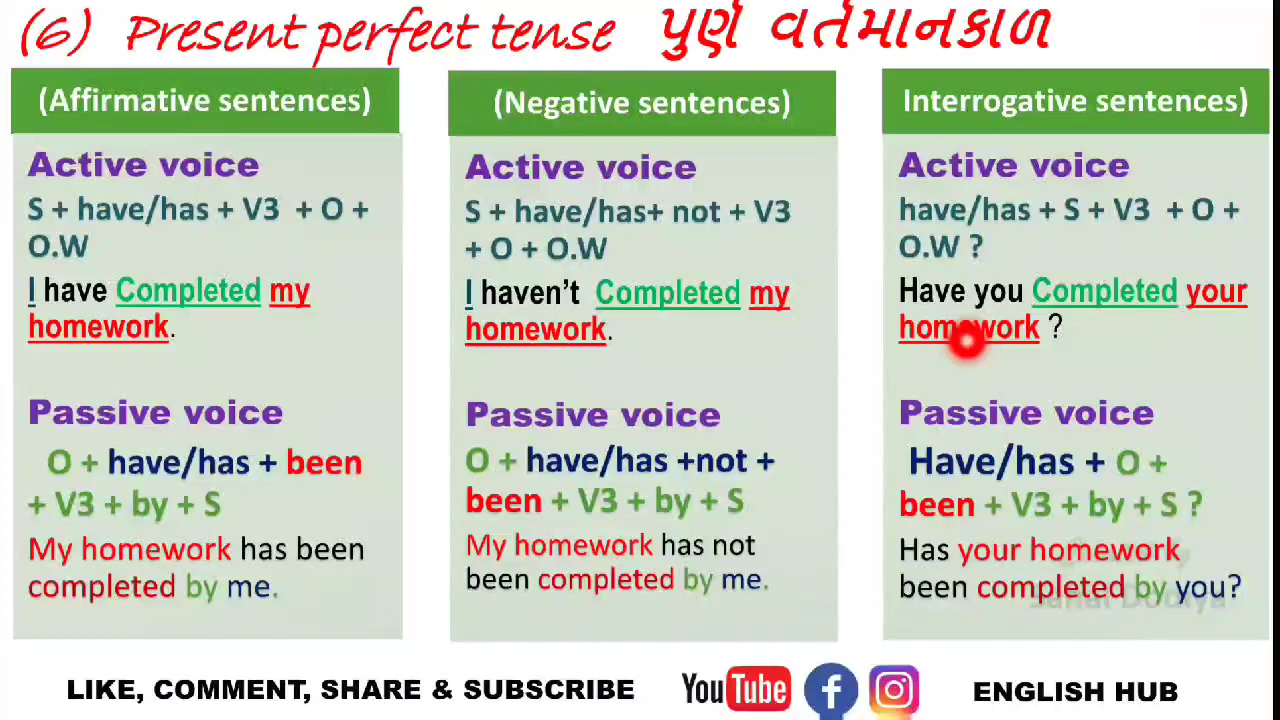 (6) Present perfect tense પુર્ણ વર્તમાનકાળ
(Affirmative sentences)
Active voice
S + have/has + V3 + O +
O.W
I have Completed my
homework.
Passive voice
O + have/has + been
+ V3 + by + S
My homework has been
completed by me.
(Negative sentences)
Active voice
S + have/has+ not + V3
+ O + O.W
I haven't Completed my
homework.
Passive voice
O + have/has +not +
been + V3 + by + S
My homework has not
been completed by me.
Interrogative sentences)
Active voice
have/has + S + V3 + O +
O.W ?
Have you Completed your
homework ?
Passive voice
Have/has + O +
been + V3 + by + S ?
Has your homework
been completed by you?
LIKE, COMMENT, SHARE & SUBSCRIBE
YouTube
ENGLISH HUB